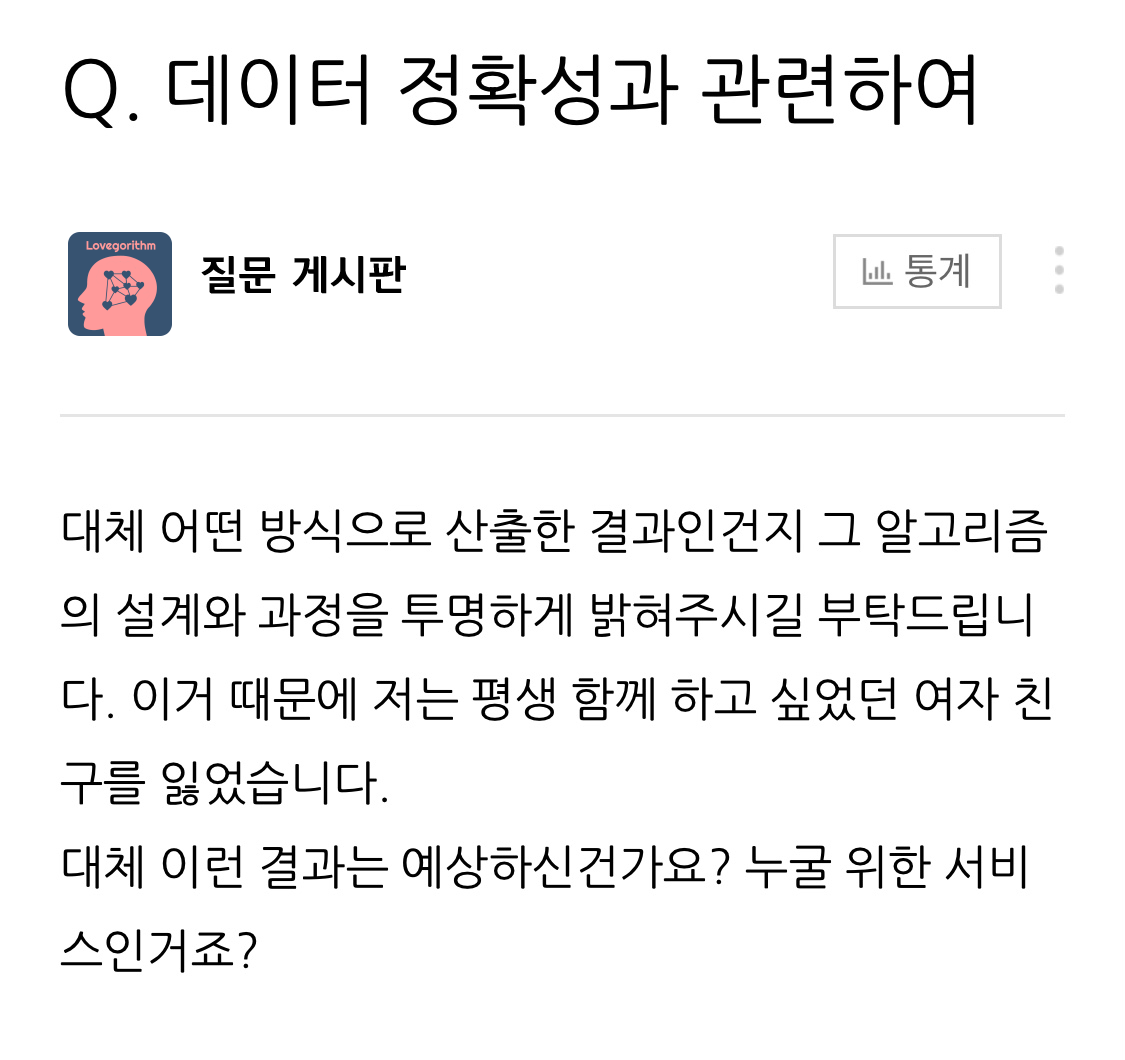 Q. 데이터 정확성과 관련하여
Lovegorithm
질문 게시판
통계
대체 어떤 방식으로 산출한 결과인건지 그 알고리즘
의 설계와 과정을 투명하게 밝혀주시길 부탁드립니
다. 이거 때문에 저는 평생 함께 하고 싶었던 여자 친
구를 잃었습니다.
대체 이런 결과는 예상하신건가요? 누굴 위한 서비
스인거죠?